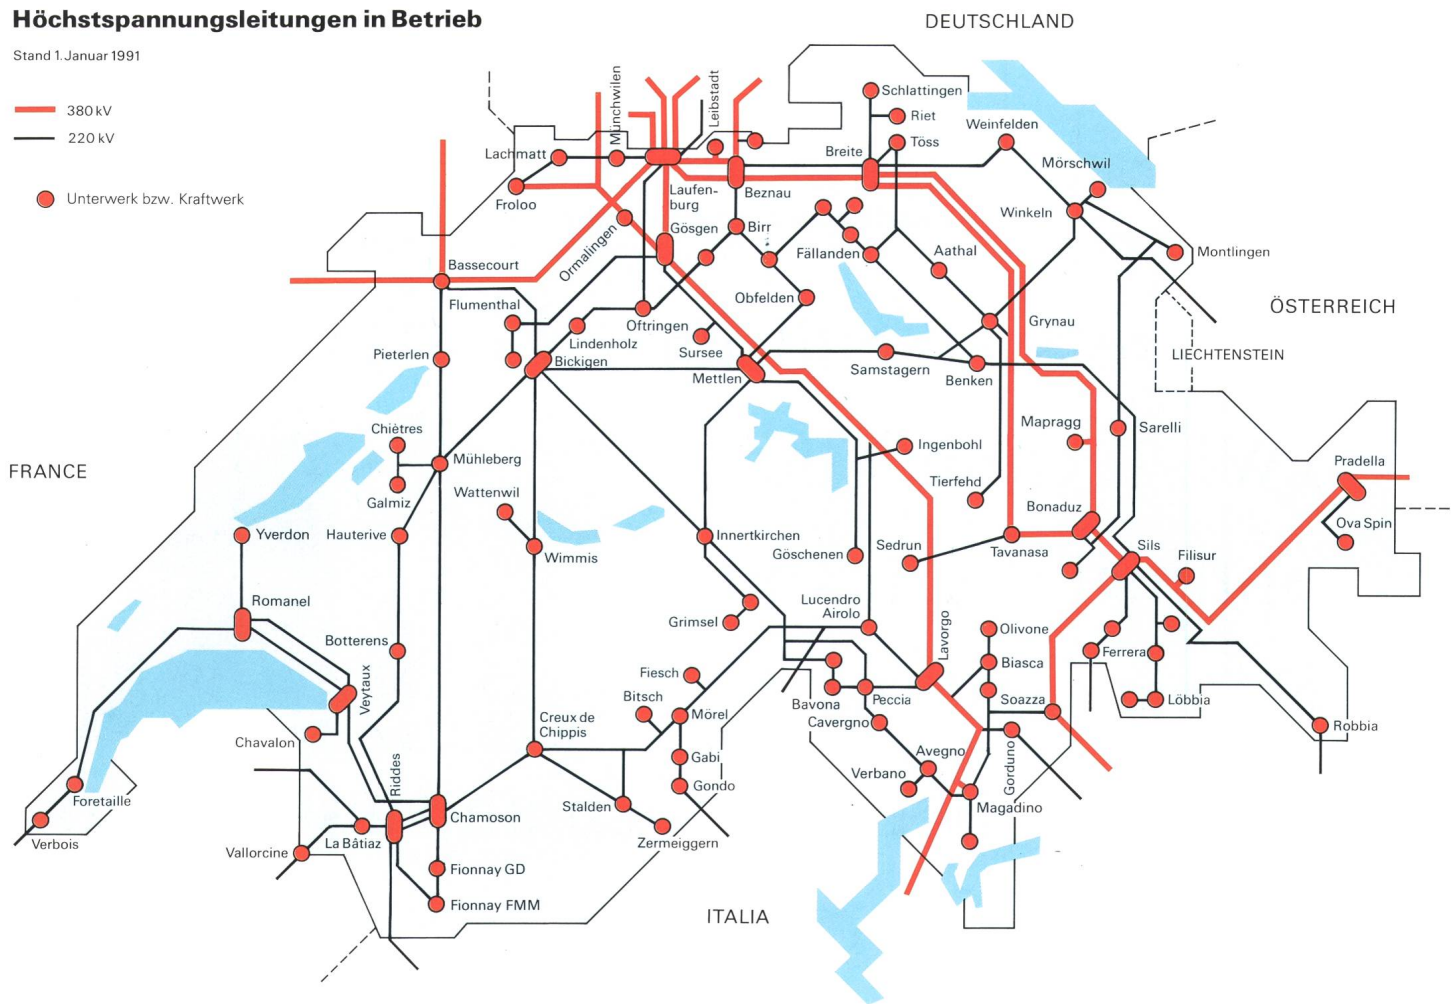 Höchstspannungsleitungen in Betrieb
Stand 1. Januar 1991
380 kV
220 kV
Unterwerk bzw. Kraftwerk
DEUTSCHLAND
FRANCE
ÖSTERREICH
LIECHTENSTEIN
ITALIA
Münchwilen
Leibstadt
Schlattingen
Riet
Töss
Weinfelden
Breite
Mörschwil
Lachmatt
Froloo
Laufen-
burg
Beznau
Winkeln
Ormalingen
Gösgen
Birr
Fällanden
Aathal
Montlingen
Bassecourt
Flumenthal
Obfelden
Oftringen
Lindenholz
Sursee
Grynau
Pieterlen
Bickigen
Mettlen
Samstagern
Benken
Chiètres
Mühleberg
Galmiz
Wattenwil
Ingenbohl
Mapragg
Sarelli
Tierfehd
Pradella
Bonaduz
Ova Spin
Yverdon
Hauterive
Wimmis
Innertkirchen
Göschenen
Sedrun
Tavanasa
Sils
Filisur
Romanel
Grimsel
Lucendro
Airolo
Lavorgo
Olivone
Botterens
Veytaux
Fiesch
Bitsch
Biasca
Ferrera
Bavona
Peccia
Soazza
Löbbia
Chavalon
Creux de
Chippis
Mörel
Cavergno
Robbia
Gabi
Avegno
Gorduno
Riddes
Verbano
Gondo
Foretaille
Stalden
Magadino
Verbois
Chamoson
La Bâtiaz
Zermeiggern
Vallorcine
Fionnay GD
Fionnay FMM